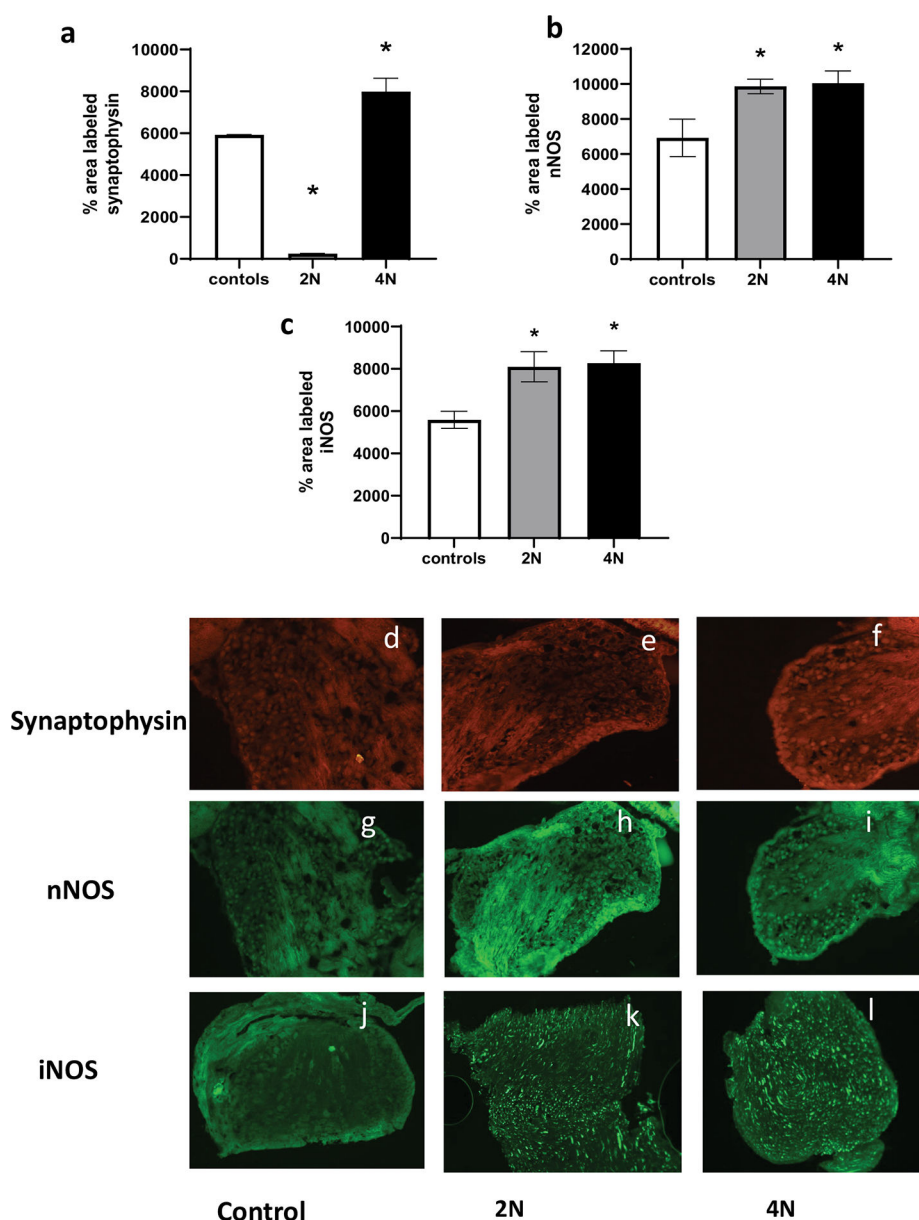 a
% area labeled
synaptophysin
10000
8000
6000
4000
2000
0
*
*
contols
2N
4N
b
% area labeled
nNOS
12000
10000
8000
6000
4000
2000
0
*
*
controls
2N
4N
c
% area labeled
iNOS
10000
8000
6000
4000
2000
0
*
*
controls
2N
4N
Synaptophysin
d
e
f
nNOS
g
h
i
iNOS
j
k
l
Control
2N
4N